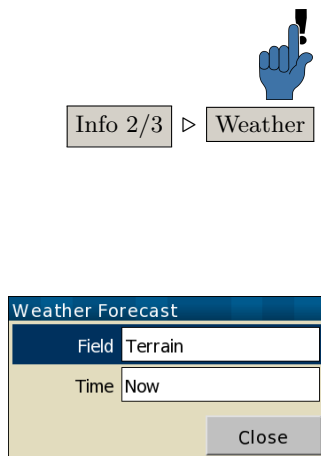 Info 2/3 ▷ Weather
Weather Forecast
Field Terrain
Time Now
Close